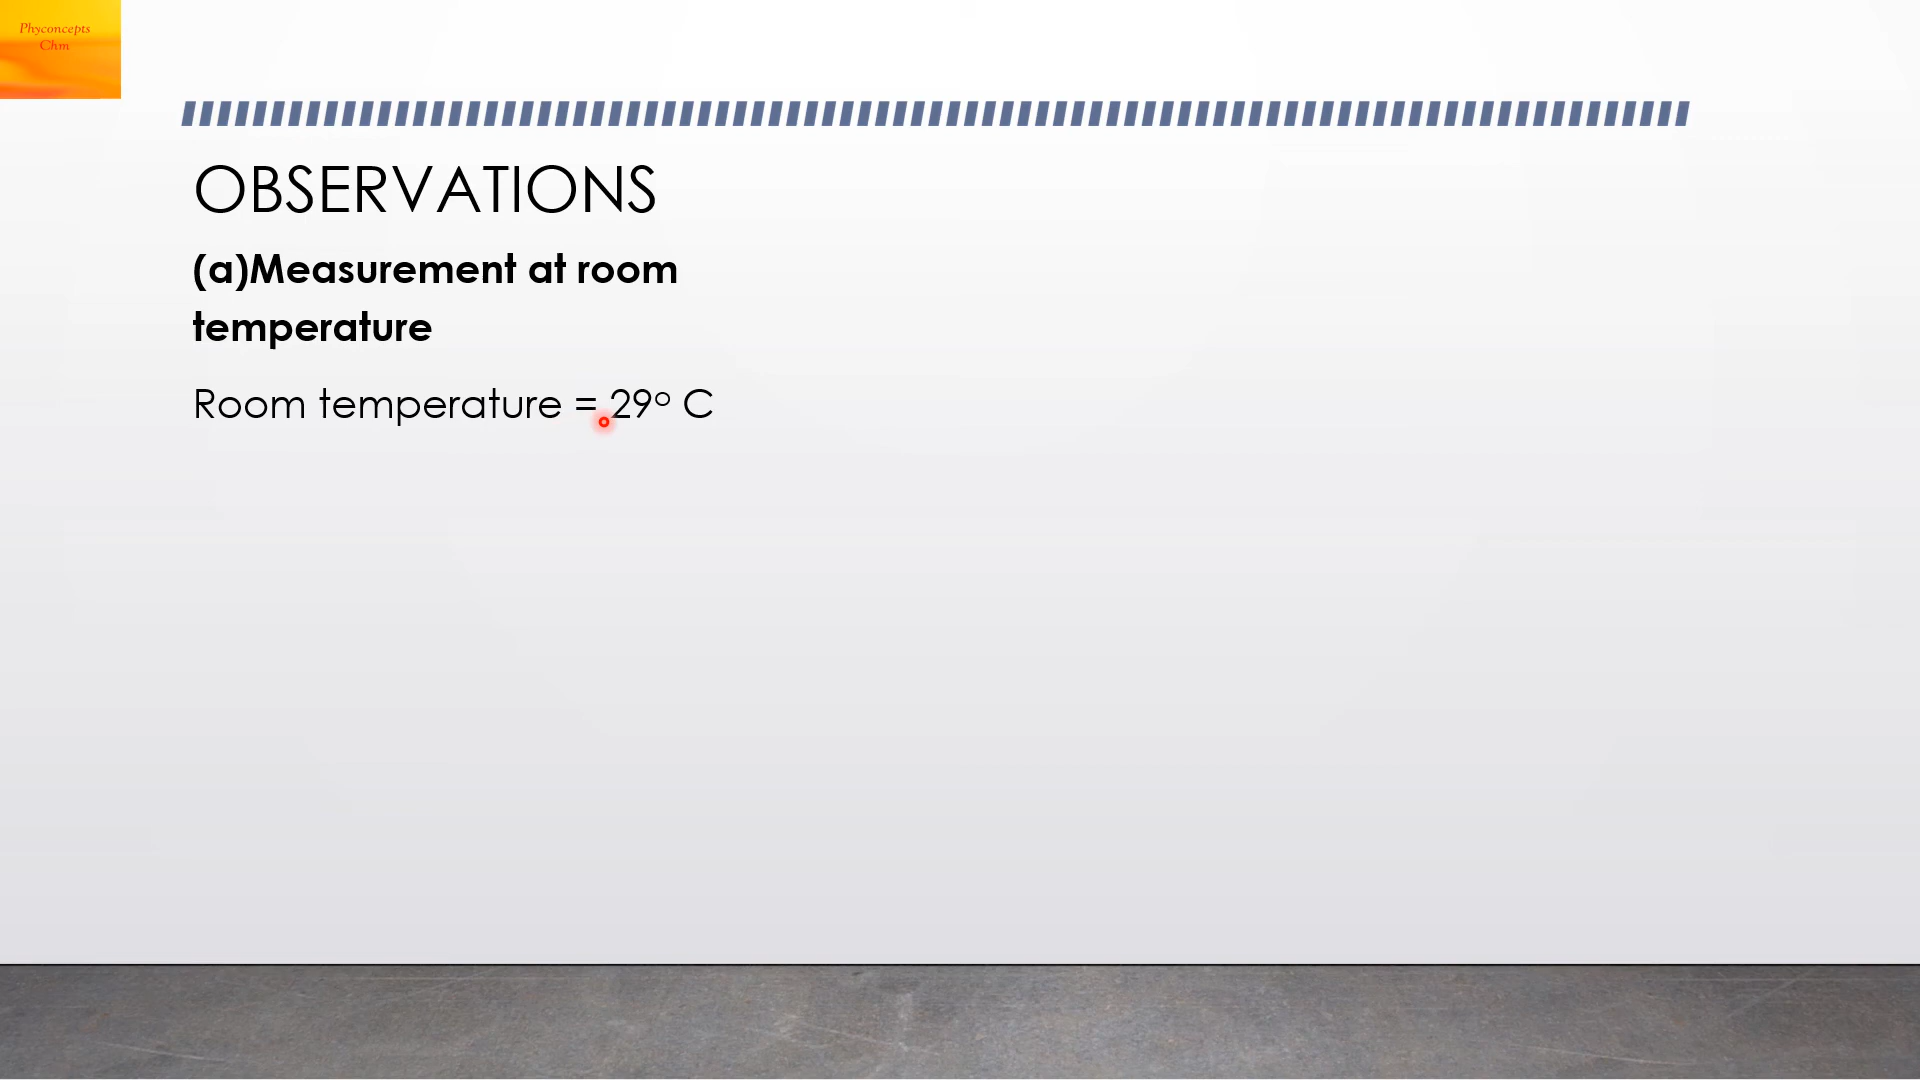 Phyconcepts
Chm
OBSERVATIONS
(a)Measurement at room
temperature
Room temperature = 29° C